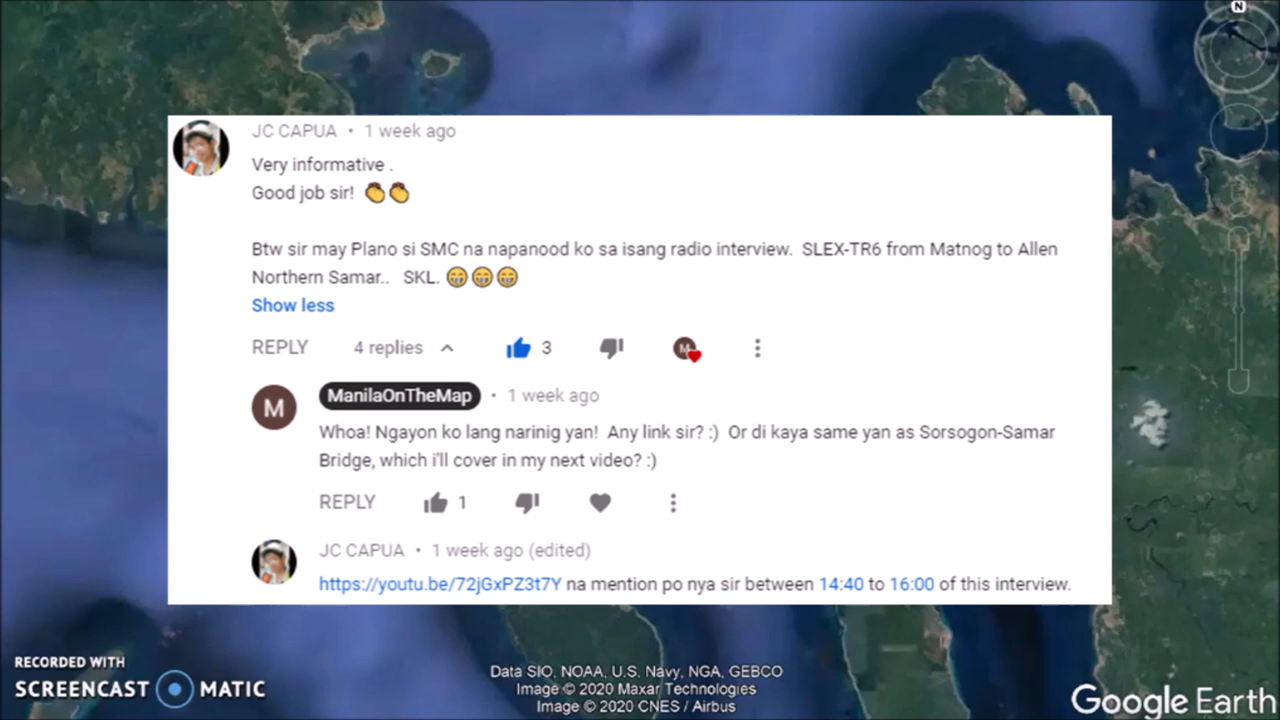 N
JC CAPUA • 1 week ago
Very informative .
Good job sir! 👏👏
Btw sir may Plano si SMC na napanood ko sa isang radio interview. SLEX-TR6 from Matnog to Allen
Northern Samar.. SKL. 😁😁😁
Show less
REPLY 4 replies 3 M
M ManilaOnTheMap • 1 week ago
Whoa! Ngayon ko lang narinig yan! Any link sir? :) Or di kaya same yan as Sorsogon-Samar
Bridge, which i'll cover in my next video? :)
REPLY 1
JC CAPUA • 1 week ago (edited)
https://youtu.be/72jGxPZ3t7Y na mention po nya sir between 14:40 to 16:00 of this interview.
RECORDED WITH
SCREENCAST MATIC
Data SIO, NOAA, U.S. Navy, NGA, GEBCO
Image © 2020 Maxar Technologies
Image © 2020 CNES / Airbus
Google Earth